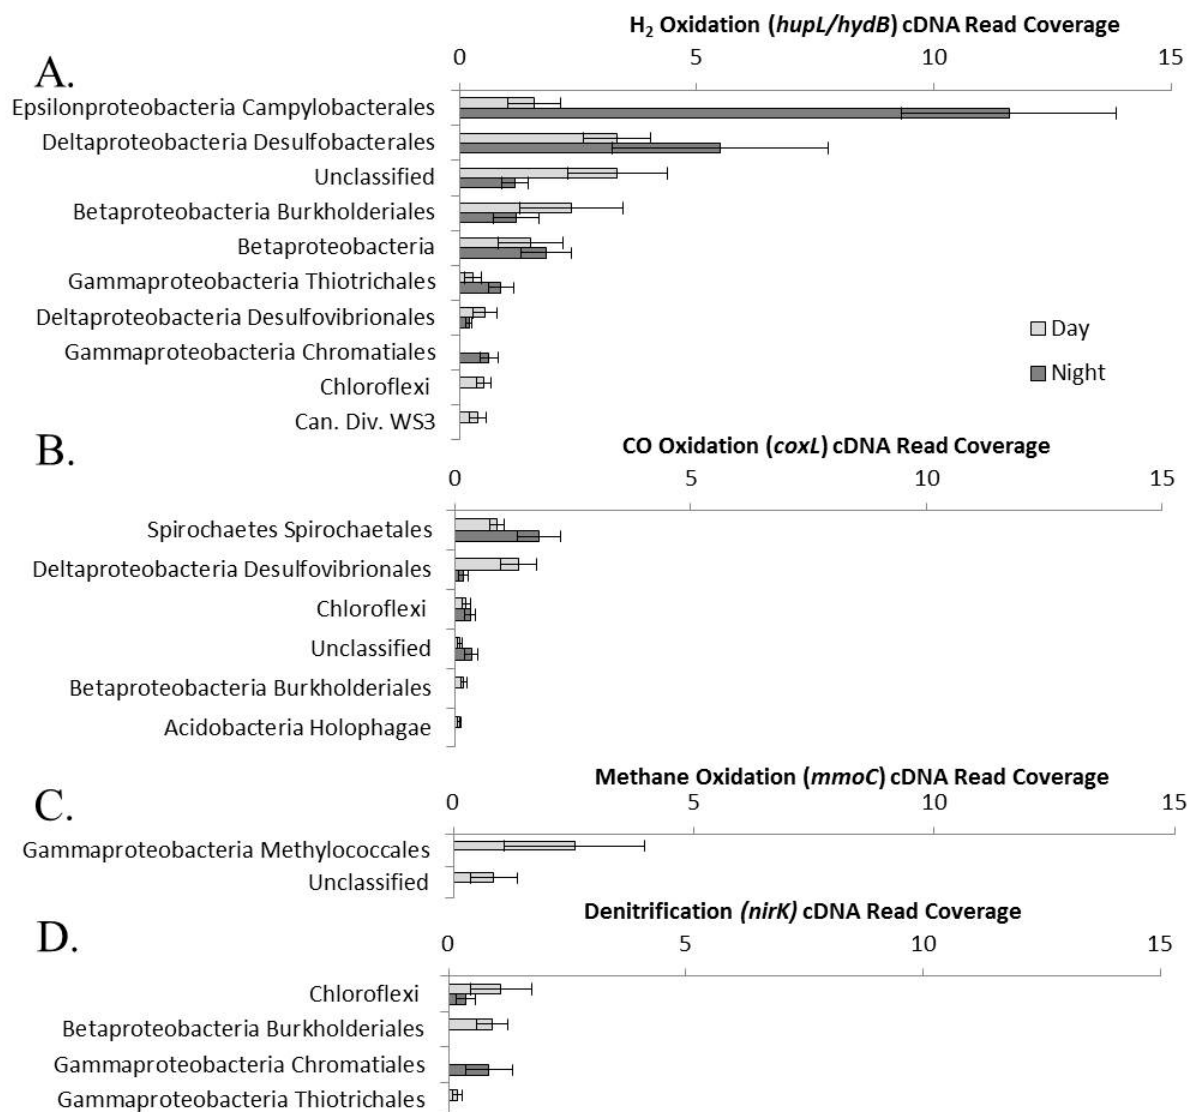 H2 Oxidation (hupL/hydB) cDNA Read Coverage
0 5 10 15
A.
Epsilonproteobacteria Campylobacterales
Deltaproteobacteria Desulfobacterales
Unclassified
Betaproteobacteria Burkholderiales
Betaproteobacteria
Gammaproteobacteria Thiotrichales
Deltaproteobacteria Desulfovibrionales
Gammaproteobacteria Chromatiales
Chloroflexi
Can. Div. WS3
Day
Night
B.
CO Oxidation (coxL) cDNA Read Coverage
0 5 10 15
Spirochaetes Spirochaetales
Deltaproteobacteria Desulfovibrionales
Chloroflexi
Unclassified
Betaproteobacteria Burkholderiales
Acidobacteria Holophagae
Methane Oxidation (mmoC) cDNA Read Coverage
C.
0 5 10 15
Gammaproteobacteria Methylococcales
Unclassified
Denitrification (nirK) cDNA Read Coverage
D.
0 5 10 15
Chloroflexi
Betaproteobacteria Burkholderiales
Gammaproteobacteria Chromatiales
Gammaproteobacteria Thiotrichales